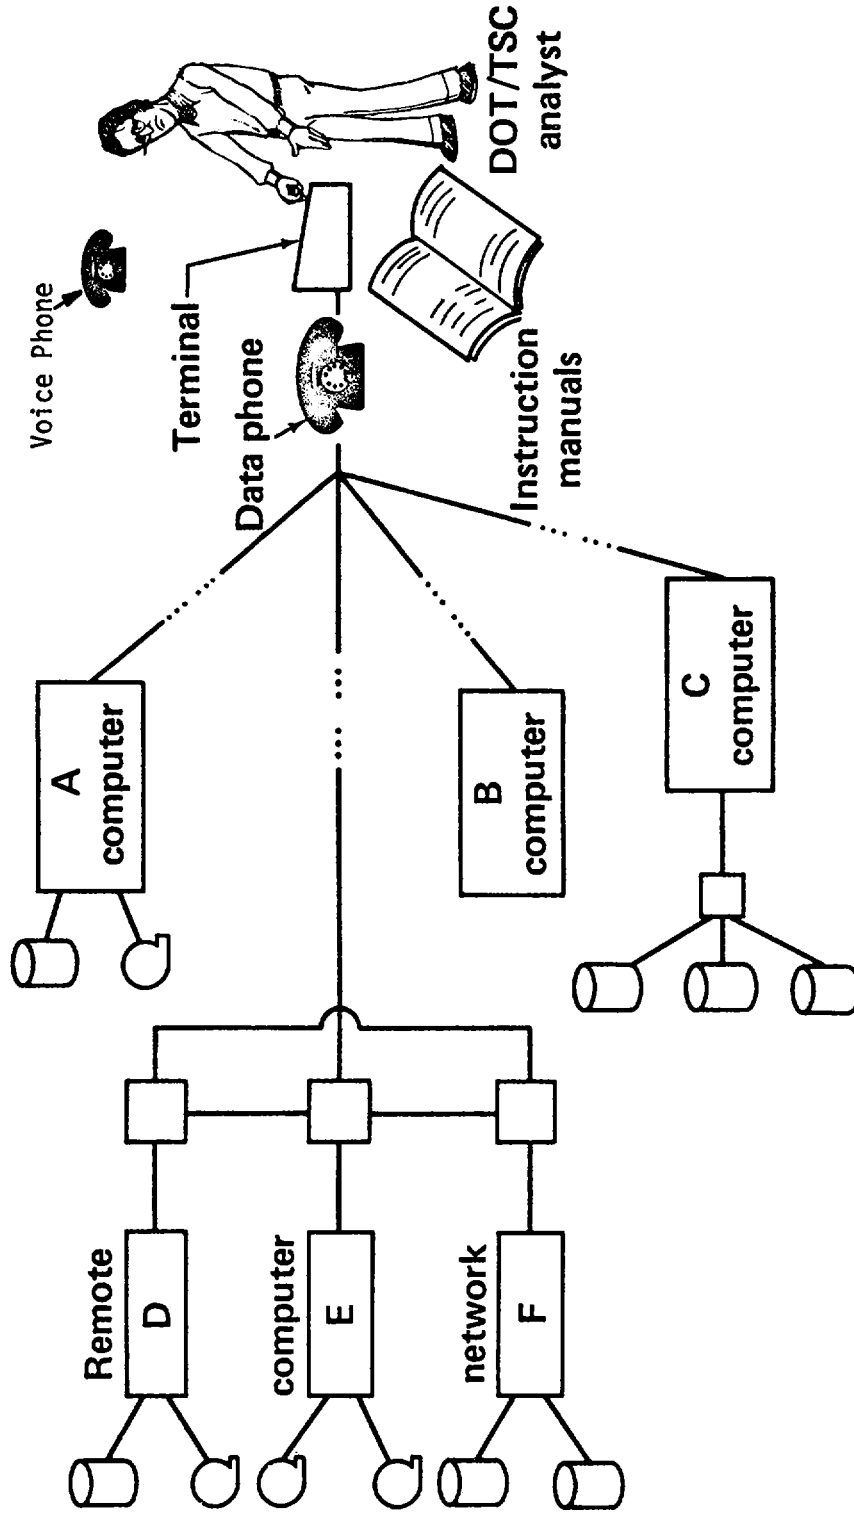 Voice Phone
Terminal
Data phone
DOT/TSC
analyst
Instruction
manuals
A
computer
B
computer
C
computer
Remote
D
computer
E
network
F